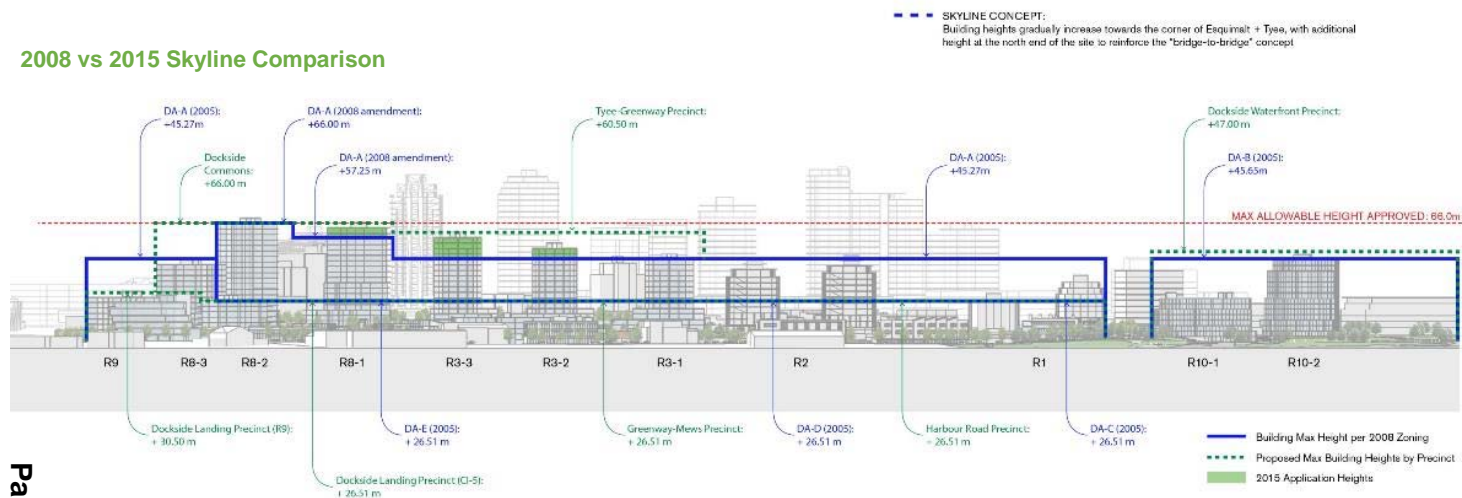 SKYLINE CONCEPT:
Building heights gradually increase towards the corner of Esquimalt + Tyee, with additional
height at the north end of the site to reinforce the "bridge-to-bridge" concept
2008 vs 2015 Skyline Comparison
DA-A (2005):
+45.27m
DA-A (2008 amendment):
+66.00 m
Tyee-Greenway Precinct:
+60.50 m
Dockside Waterfront Precinct:
+47.00 m
Dockside
Commons:
+66.00 m
DA-A (2008 amendment):
+57.25 m
DA-A (2005):
+45.27m
DA-B (2005):
+45.65m
MAX ALLOWABLE HEIGHT APPROVED: 66.0m
R9
R8-3
R8-2
R8-1
R3-3
R3-2
R3-1
R2
R1
R10-1
R10-2
Dockside Landing Precinct (R9):
+ 30.50 m
DA-E (2005):
+ 26.51 m
Greenway-Mews Precinct:
+ 26.51 m
DA-D (2005):
+ 26.51 m
Harbour Road Precinct:
+ 26.51 m
DA-C (2005):
+ 26.51 m
Dockside Landing Precinct (CI-5):
+ 26.51 m
Building Max Height per 2008 Zoning
Proposed Max Building Heights by Precinct
2015 Application Heights
Pa